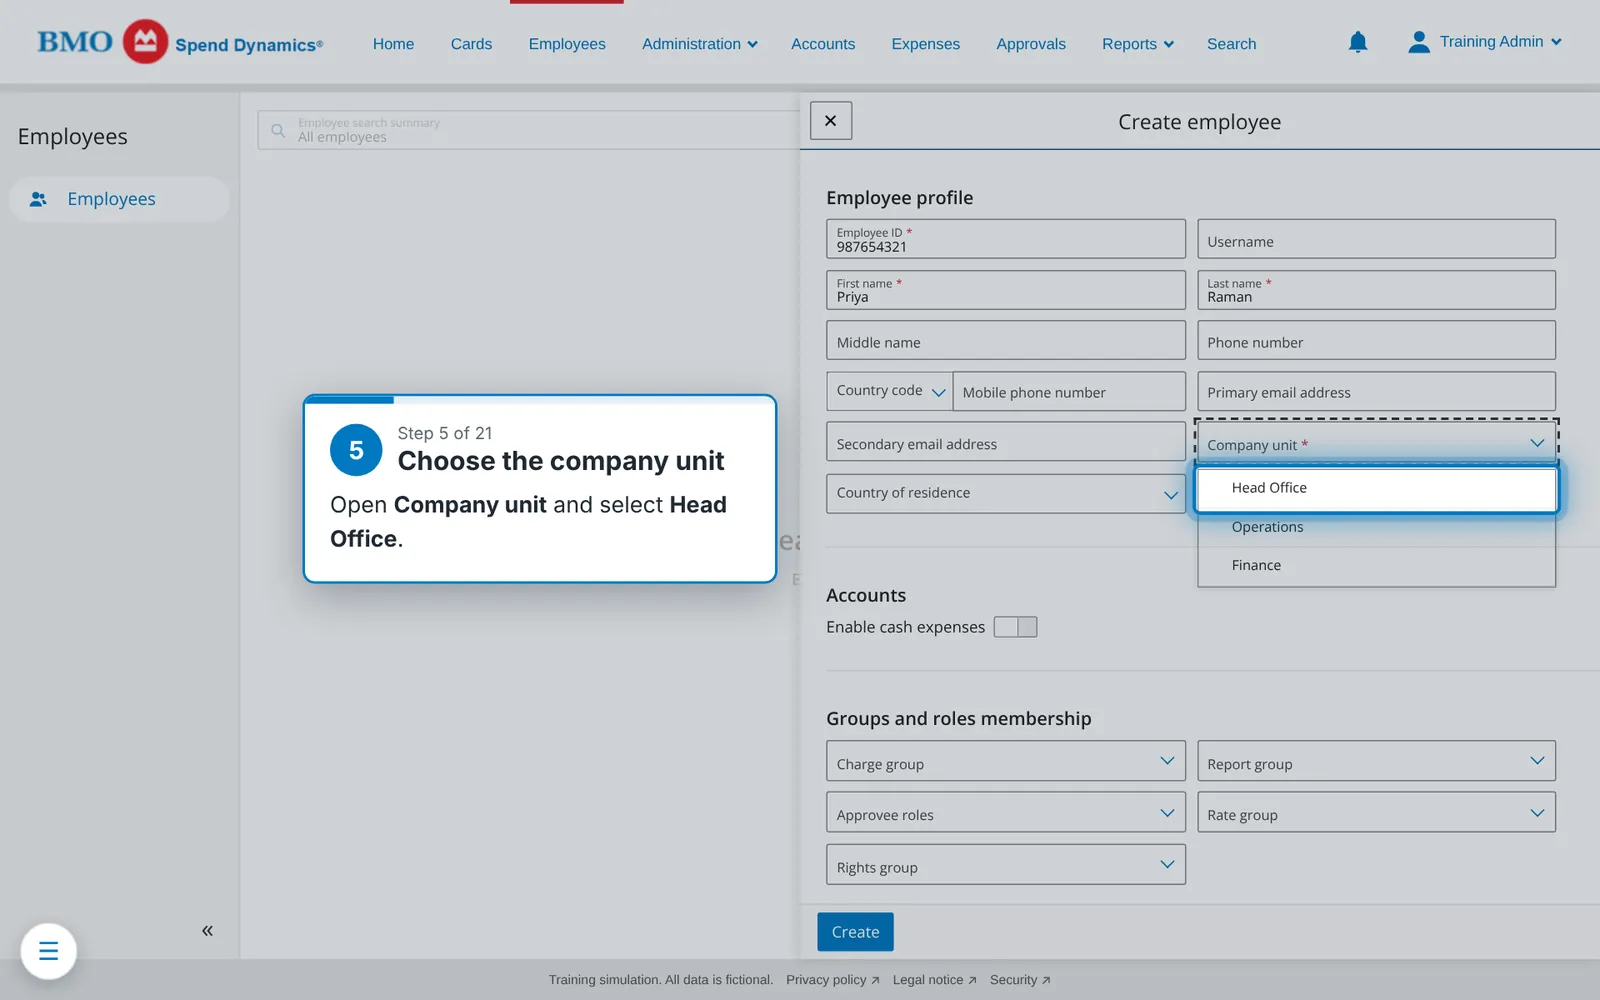 BMO Spend Dynamics®
Home
Cards
Employees
Administration
Accounts
Expenses
Approvals
Reports
Search
Training Admin
Employees
Employees
Employee search summary
All employees
Create employee
Employee profile
Employee ID *
987654321
Username
First name *
Priya
Last name *
Raman
Middle name
Phone number
Country code
Mobile phone number
Primary email address
Secondary email address
Company unit *
Country of residence
Head Office
Operations
Finance
5
Step 5 of 21
Choose the company unit
Open Company unit and select Head
Office.
Accounts
Enable cash expenses
Groups and roles membership
Charge group
Report group
Approvee roles
Rate group
Rights group
Create
Training simulation. All data is fictional.
Privacy policy ↗
Legal notice ↗
Security ↗